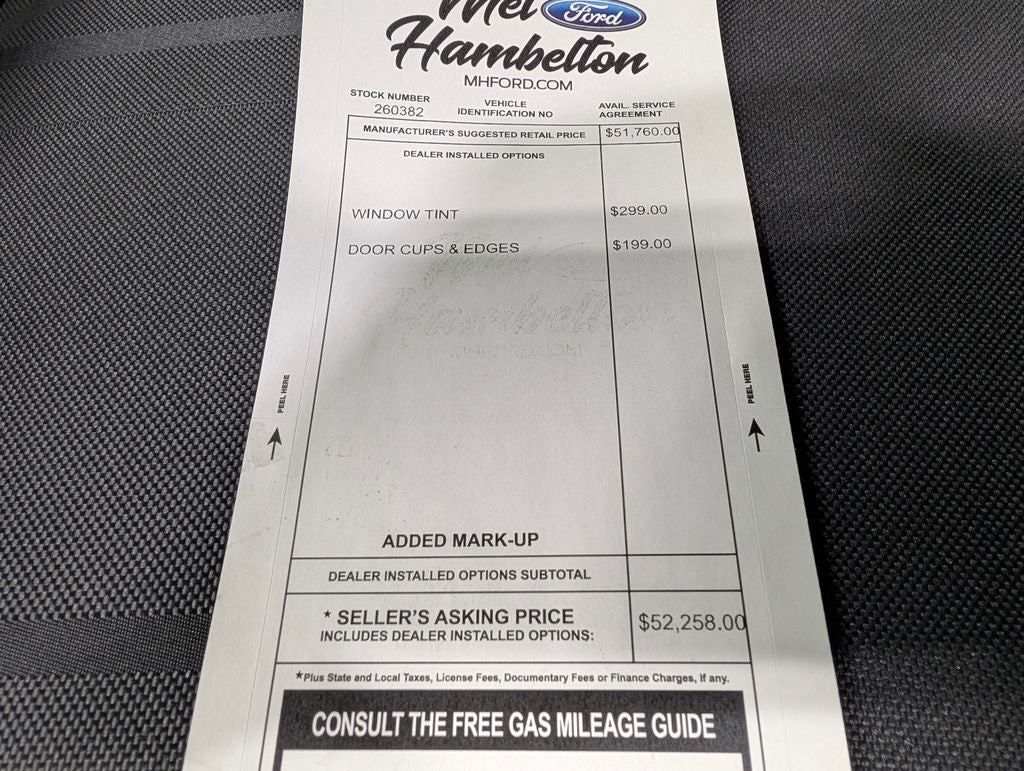 Mel Ford
Hambelton
MHFORD.COM
STOCK NUMBER
260382
VEHICLE
IDENTIFICATION NO
AVAIL. SERVICE
AGREEMENT
MANUFACTURER'S SUGGESTED RETAIL PRICE $51,760.00
DEALER INSTALLED OPTIONS
WINDOW TINT $299.00
DOOR CUPS & EDGES $199.00
Hambelton
PEEL HERE
PEEL HERE
ADDED MARK-UP
DEALER INSTALLED OPTIONS SUBTOTAL
* SELLER'S ASKING PRICE $52,258.00
INCLUDES DEALER INSTALLED OPTIONS:
*Plus State and Local Taxes, License Fees, Documentary Fees or Finance Charges, if any.
CONSULT THE FREE GAS MILEAGE GUIDE